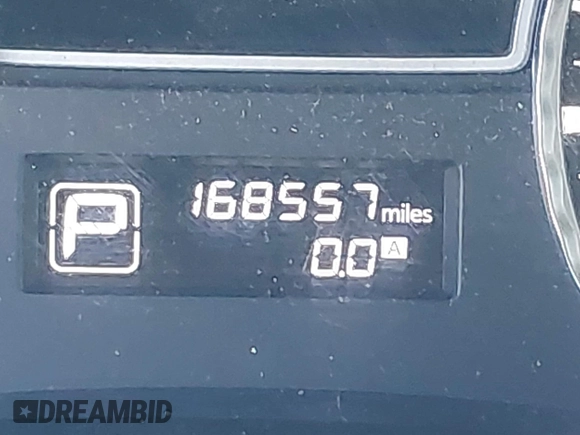 P
168557 miles
0.0 A
DREAMBID